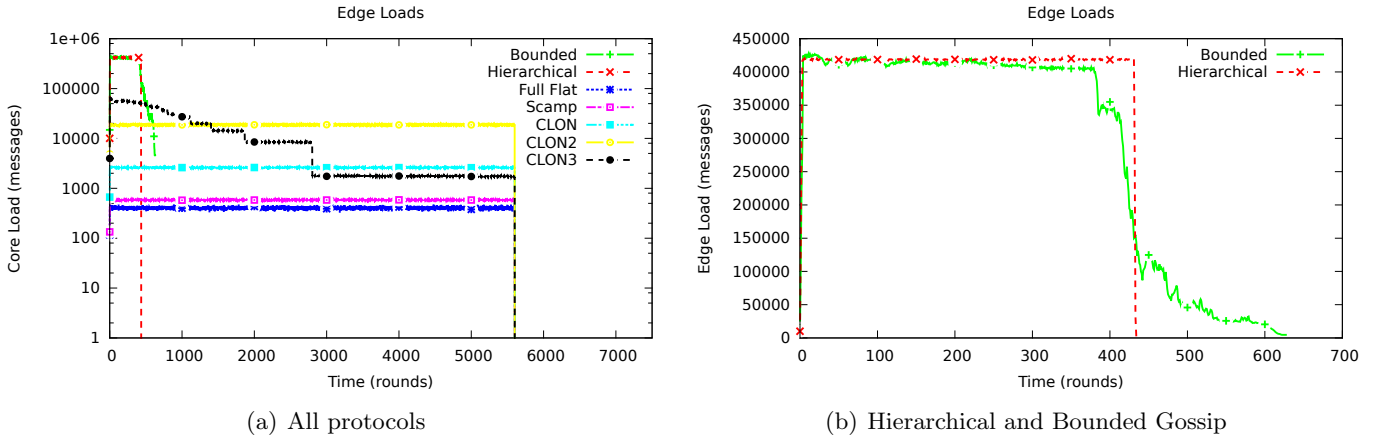 Edge Loads
Core Load (messages)
1e+06
100000
10000
1000
100
10
1
Bounded
Hierarchical
Full Flat
Scamp
CLON
CLON2
CLON3
0 1000 2000 3000 4000 5000 6000 7000
Time (rounds)
(a) All protocols
Edge Loads
Edge Load (messages)
450000
400000
350000
300000
250000
200000
150000
100000
50000
0
Bounded
Hierarchical
0 100 200 300 400 500 600 700
Time (rounds)
(b) Hierarchical and Bounded Gossip